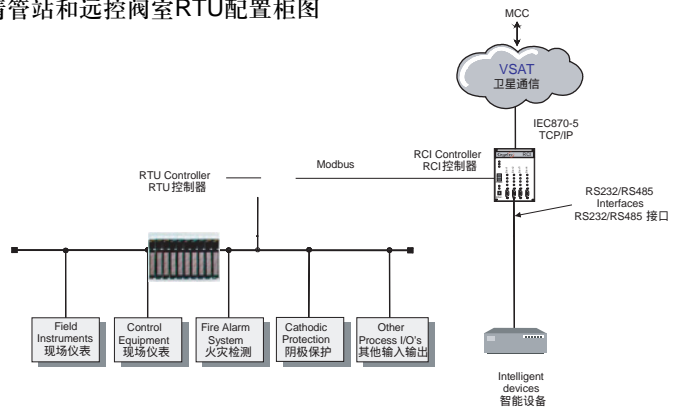 清管站和远控阀室RTU配置柜图
MCC
VSAT
卫星通信
IEC870-5
TCP/IP
RCI Controller
RCI控制器
Modbus
RTU Controller
RTU控制器
RS232/RS485
Interfaces
RS232/RS485 接口
Field
Instruments
现场仪表
Control
Equipment
现场仪表
Fire Alarm
System
火灾检测
Cathodic
Protection
阴极保护
Other
Process I/O's
其他输入输出
Intelligent
devices
智能设备